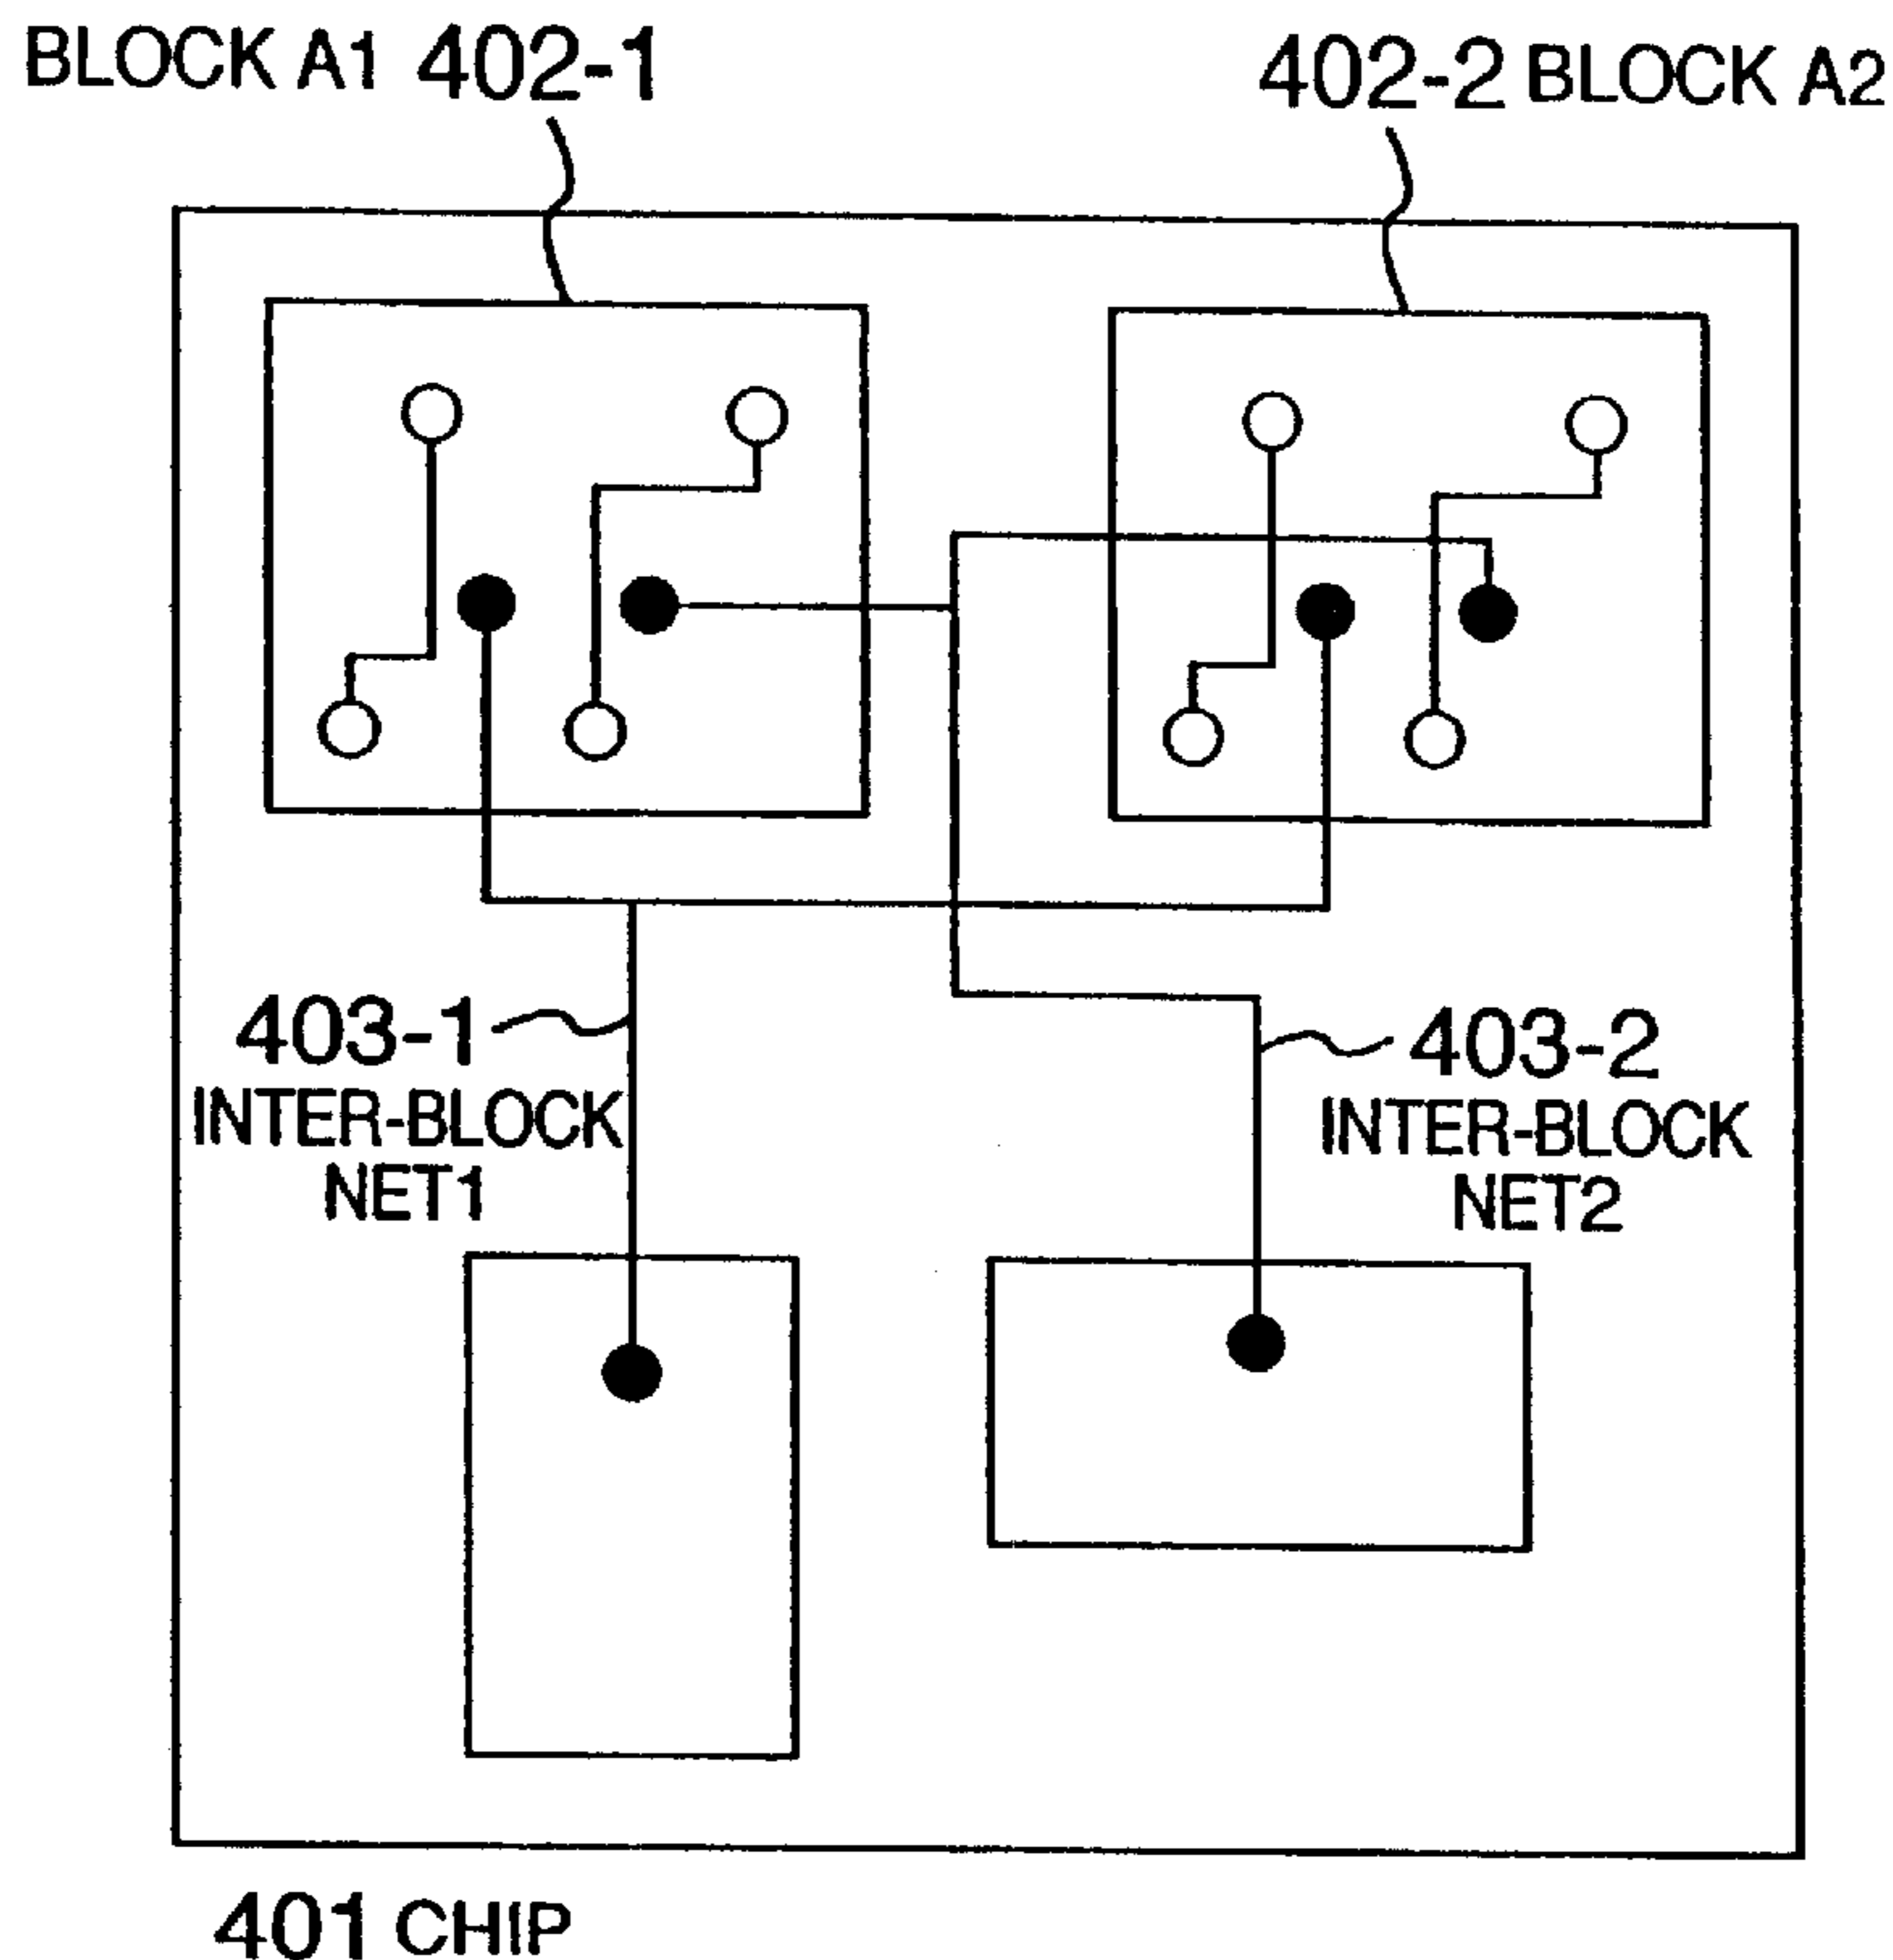 BLOCK A1 402-1
402-2 BLOCK A2
403-1
INTER-BLOCK
NET1
403-2
INTER-BLOCK
NET2
401 CHIP